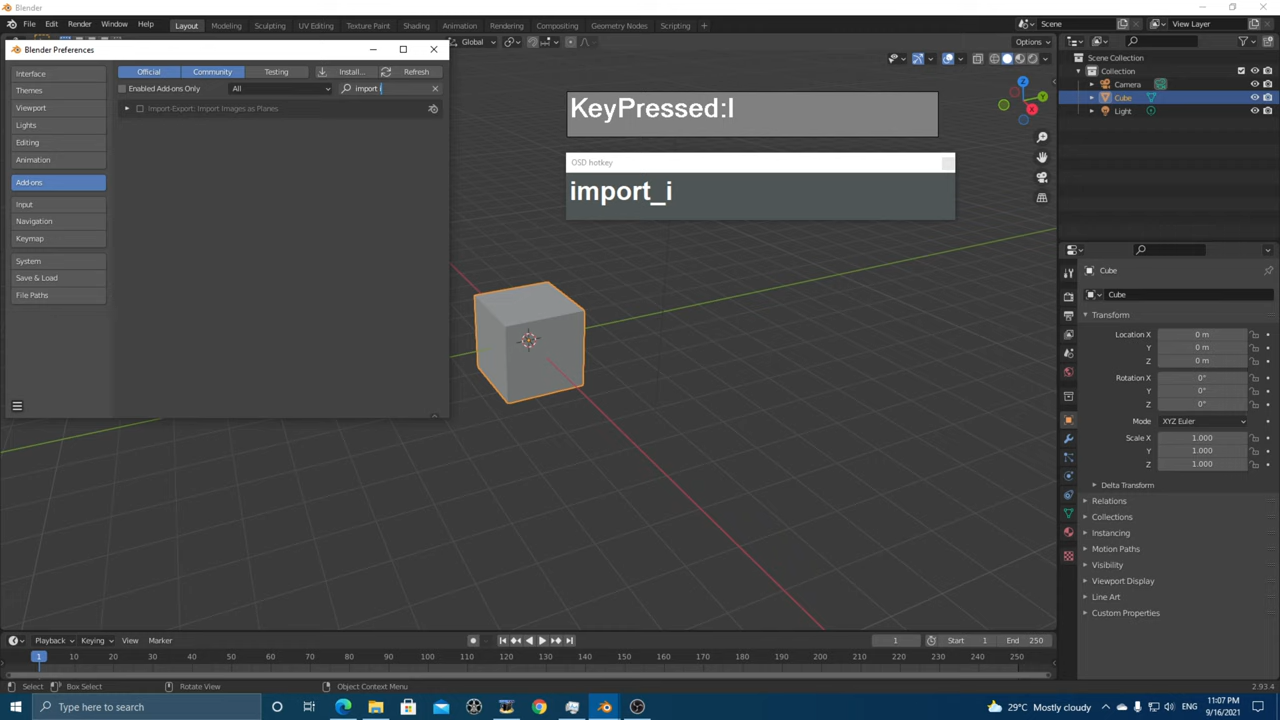 Blender
File Edit Render Window Help Layout Modeling Sculpting UV Editing Texture Paint Shading Animation Rendering Compositing Geometry Nodes Scripting + Scene View Layer
Global Options
Blender Preferences
Interface
Themes
Viewport
Lights
Editing
Animation
Add-ons
Input
Navigation
Keymap
System
Save & Load
File Paths
Official Community Testing Install... Refresh
Enabled Add-ons Only All import i
Import-Export: Import Images as Planes
KeyPressed:I
OSD hotkey
import_i
Z
Y
X
Scene Collection
Collection
Camera
Cube
Light
Cube
Cube
Transform
Location X 0 m
Y 0 m
Z 0 m
Rotation X 0°
Y 0°
Z 0°
Mode XYZ Euler
Scale X 1.000
Y 1.000
Z 1.000
Delta Transform
Relations
Collections
Instancing
Motion Paths
Visibility
Viewport Display
Line Art
Custom Properties
Playback Keying View Marker 1 Start 1 End 250
1 10 20 30 40 50 60 70 80 90 100 110 120 130 140 150 160 170 180 190 200 210 220 230 240 250
Select Box Select Rotate View Object Context Menu 2.93.4
Type here to search 29°C Mostly cloudy 11:07 PM
9/16/2021